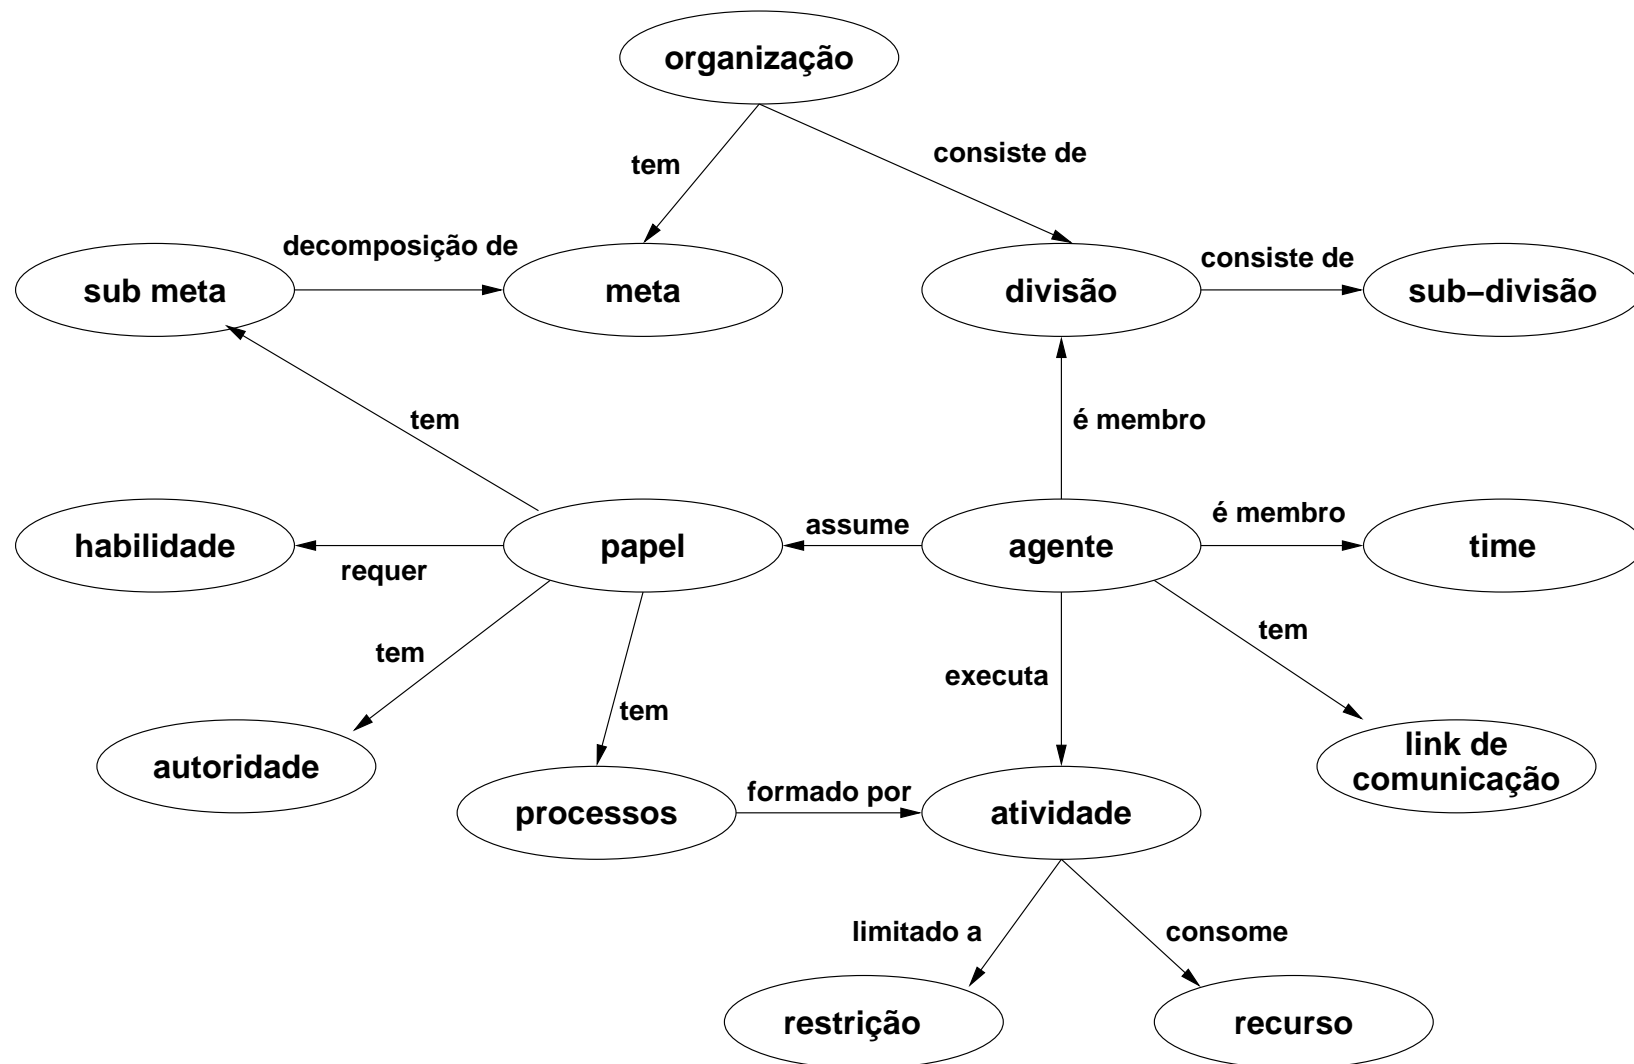 organização
tem
consiste de
decomposição de
sub meta
meta
divisão
consiste de
sub–divisão
tem
é membro
habilidade
requer
papel
assume
agente
é membro
time
tem
tem
executa
tem
autoridade
processos
formado por
atividade
link de
comunicação
limitado a
consome
restrição
recurso